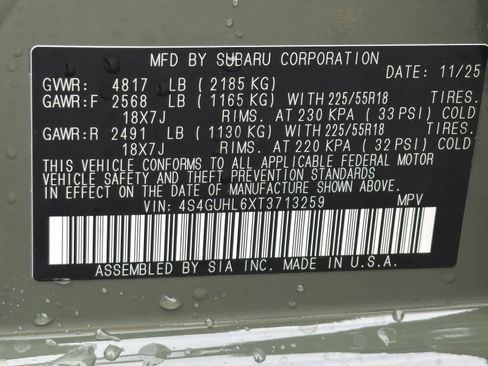 MFD BY SUBARU CORPORATION
DATE: 11/25
GVWR: 4817 LB (2185 KG)
GAWR:F 2568 LB (1165 KG) WITH 225/55R18 TIRES.
18X7J RIMS. AT 230 KPA (33 PSI) COLD
GAWR:R 2491 LB (1130 KG) WITH 225/55R18 TIRES.
18X7J RIMS. AT 220 KPA (32 PSI) COLD
THIS VEHICLE CONFORMS TO ALL APPLICABLE FEDERAL MOTOR
VEHICLE SAFETY AND THEFT PREVENTION STANDARDS
IN EFFECT ON THE DATE OF MANUFACTURE SHOWN ABOVE.
VIN: 4S4GUHL6XT3713259 MPV
ASSEMBLED BY SIA INC. MADE IN U.S.A.